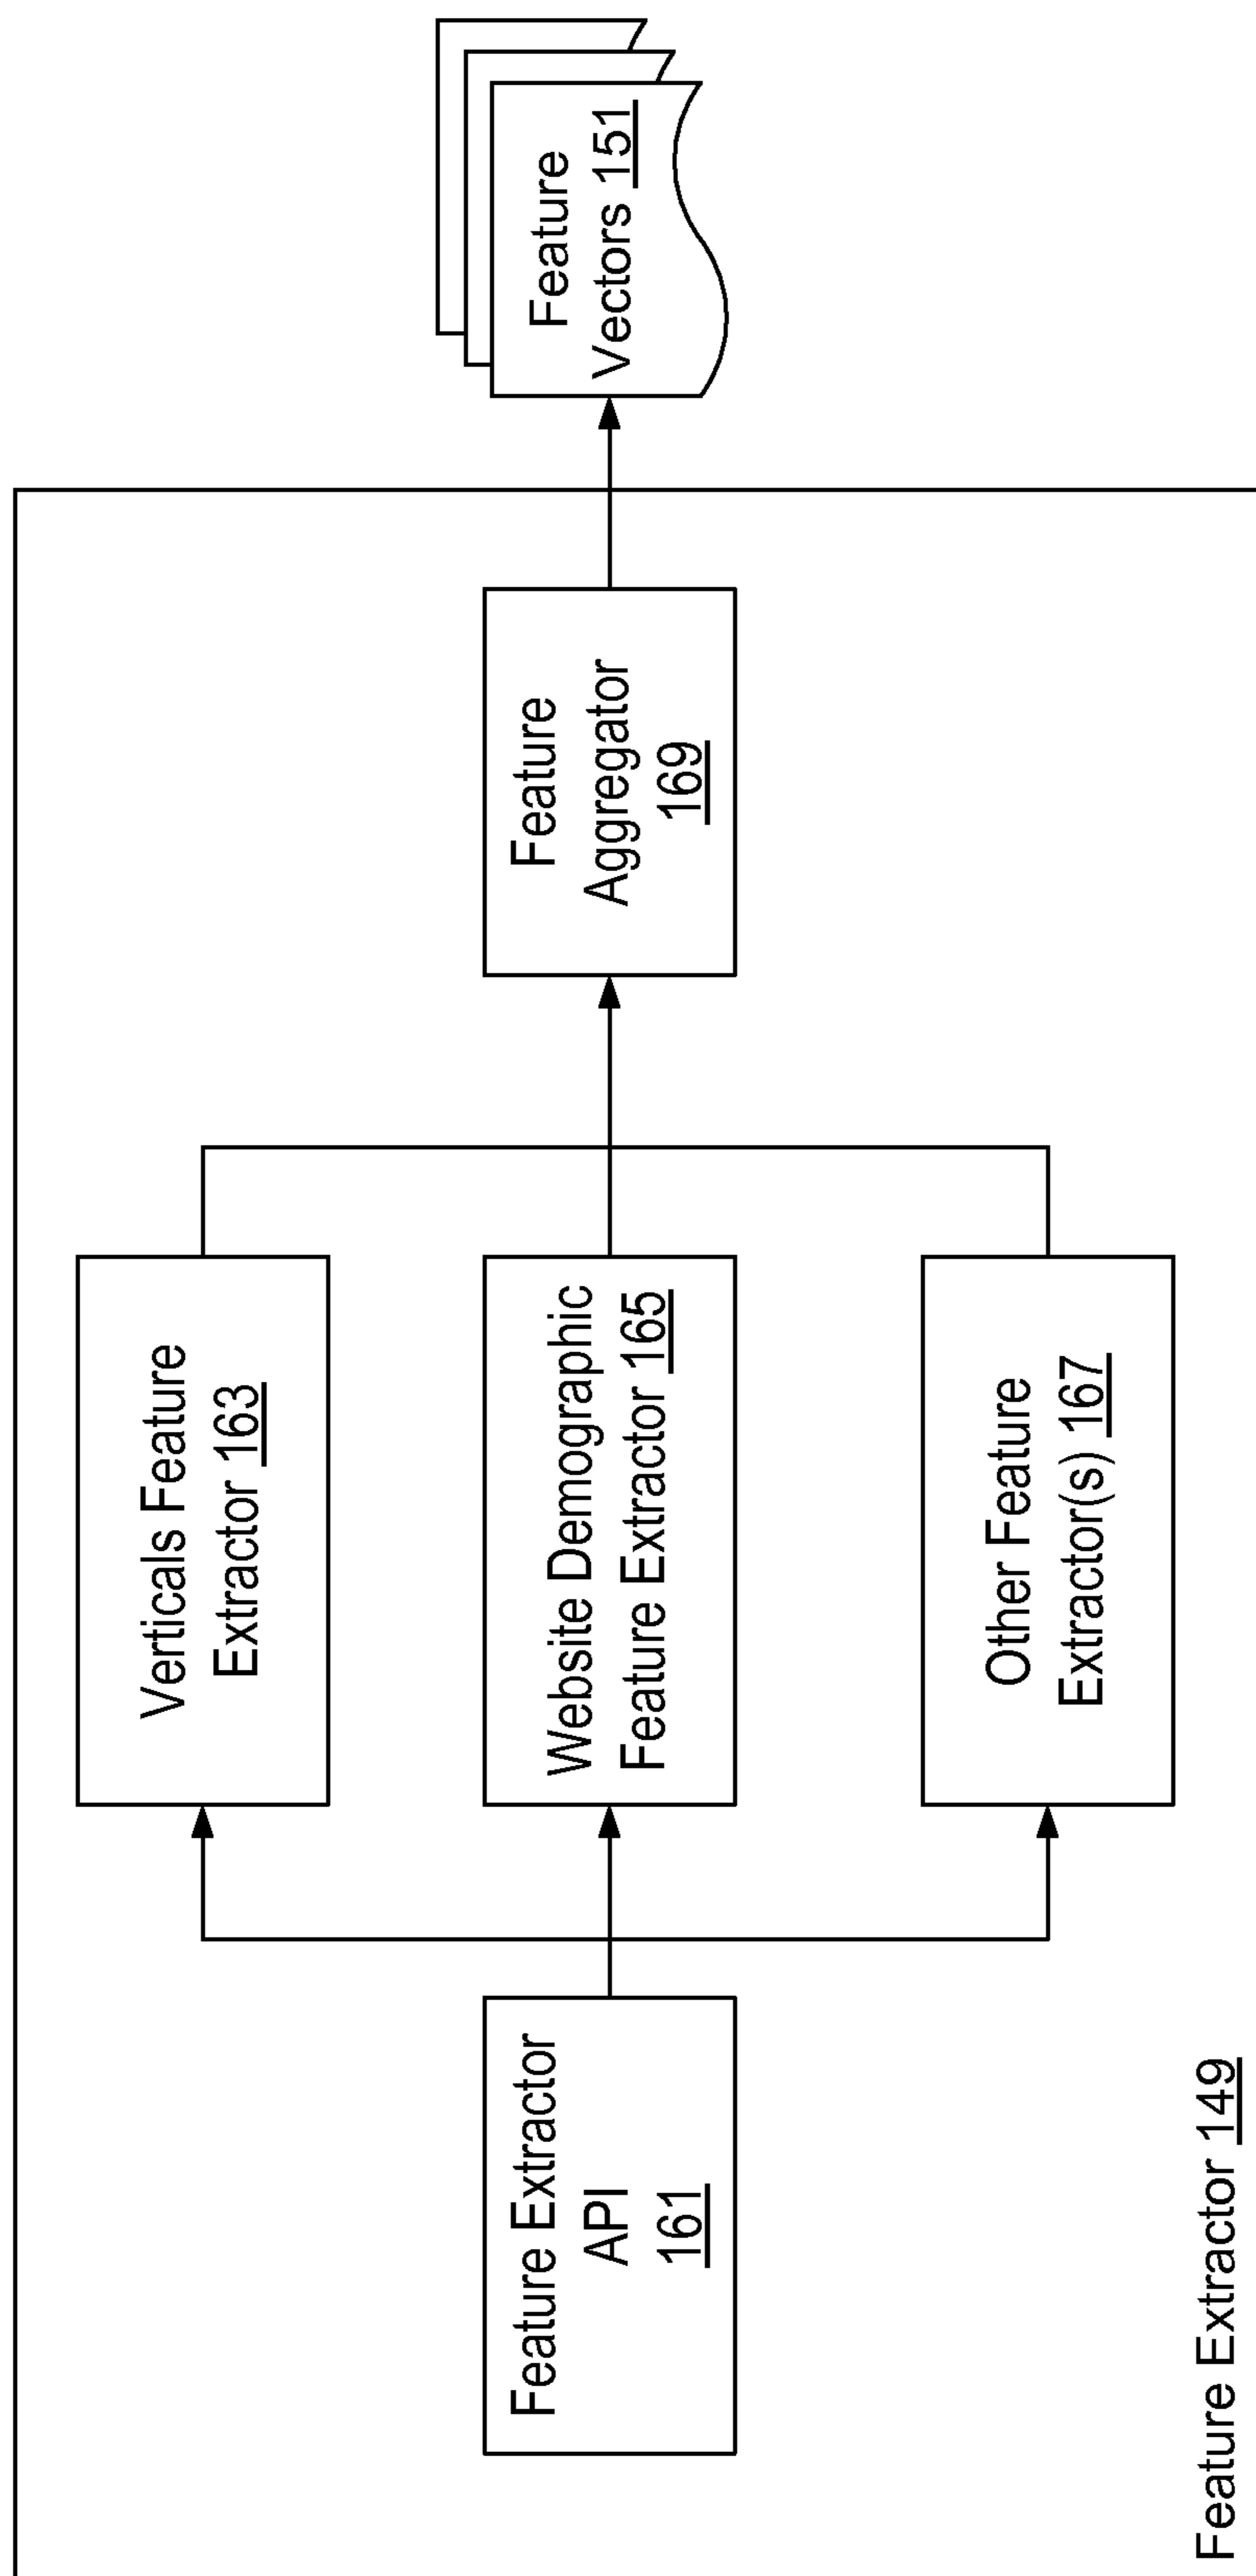 Feature Extractor
API
161
Verticals Feature
Extractor 163
Website Demographic
Feature Extractor 165
Other Feature
Extractor(s) 167
Feature
Aggregator
169
Feature
Vectors 151
Feature Extractor 149